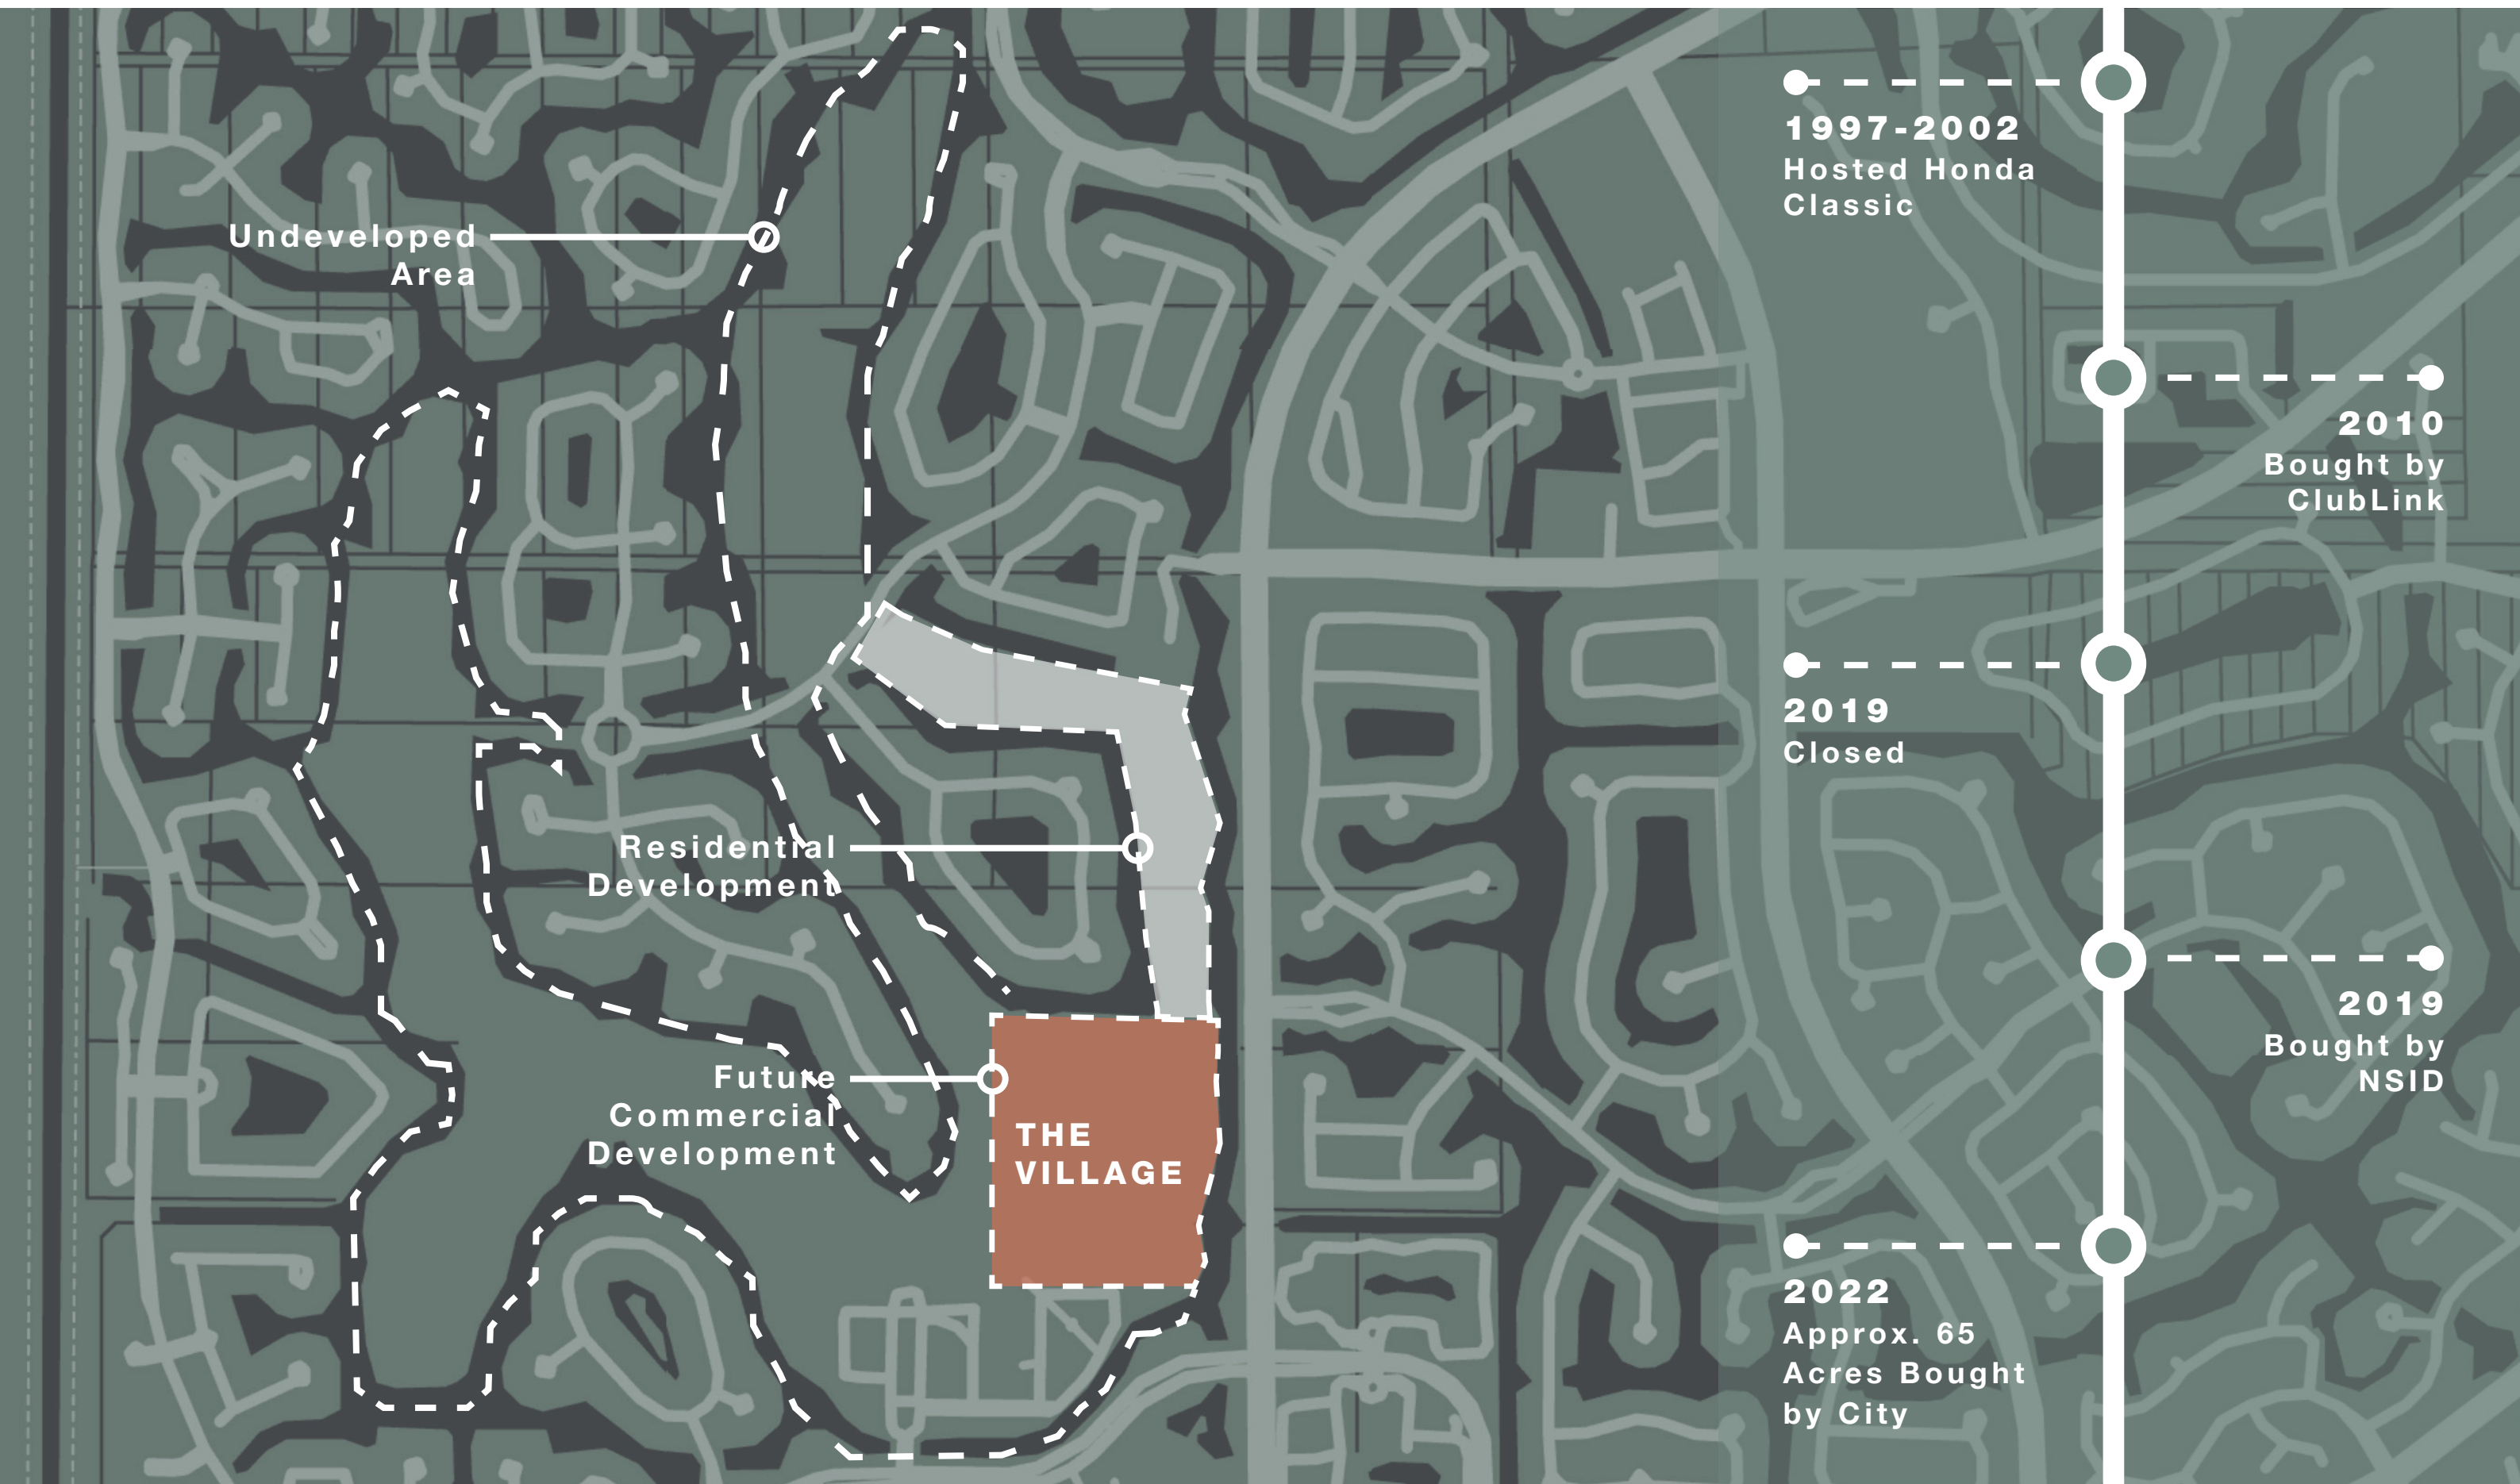 Undeveloped
Area
Residential
Development
Future
Commercial
Development
THE
VILLAGE
1997-2002
Hosted Honda
Classic
2010
Bought by
ClubLink
2019
Closed
2019
Bought by
NSID
2022
Approx. 65
Acres Bought
by City